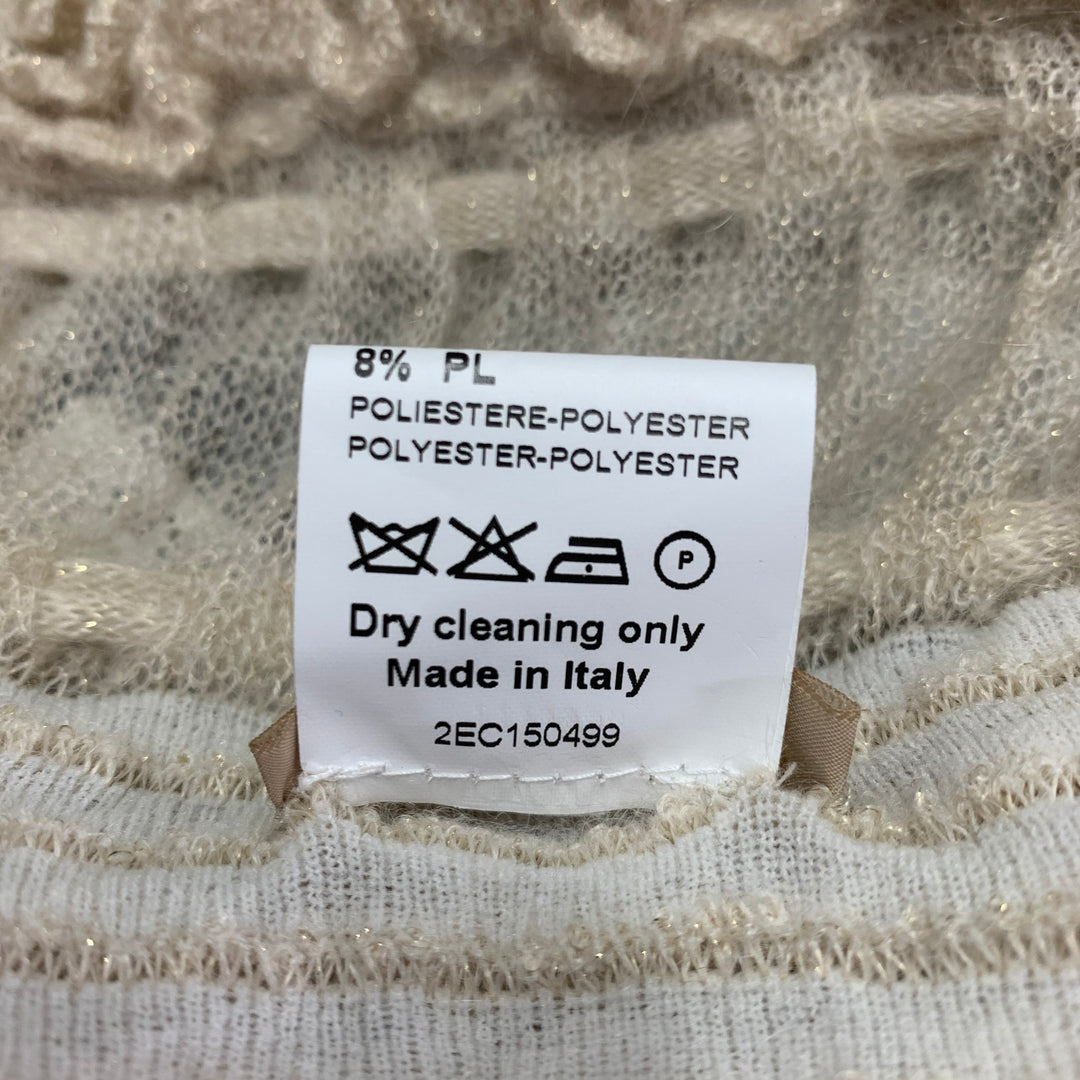 8% PL
POLIESTERE-POLYESTER
POLYESTER-POLYESTER
P
Dry cleaning only
Made in Italy
2EC150499